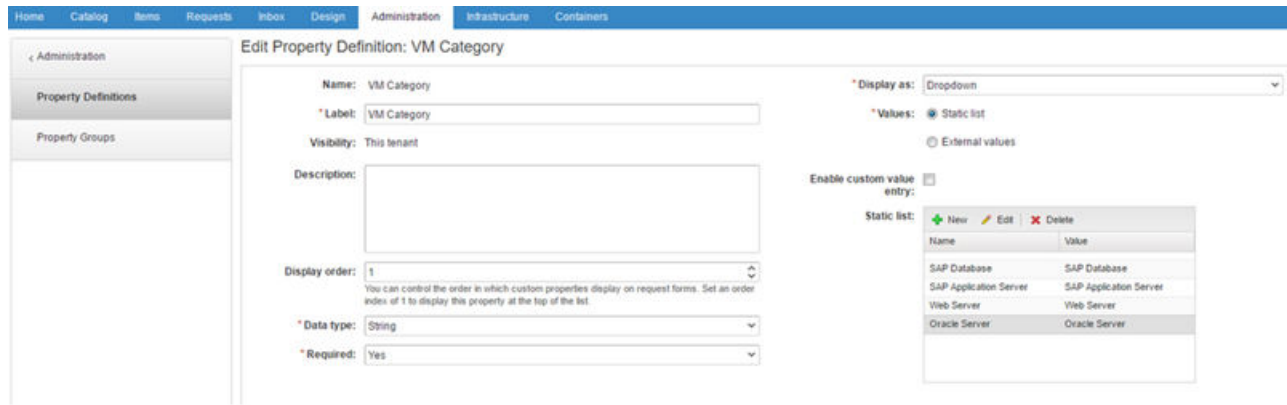 Home Catalog Items Requests Inbox Design Administration Infrastructure Containers
‹ Administration
Property Definitions
Property Groups
Edit Property Definition: VM Category
Name: VM Category
*Label: VM Category
Visibility: This tenant
Description:
Display order: 1
You can control the order in which custom properties display on request forms. Set an order
index of 1 to display this property at the top of the list.
*Data type: String
*Required: Yes
*Display as: Dropdown
*Values: Static list
External values
Enable custom value
entry:
Static list: New Edit Delete
Name Value
SAP Database SAP Database
SAP Application Server SAP Application Server
Web Server Web Server
Oracle Server Oracle Server